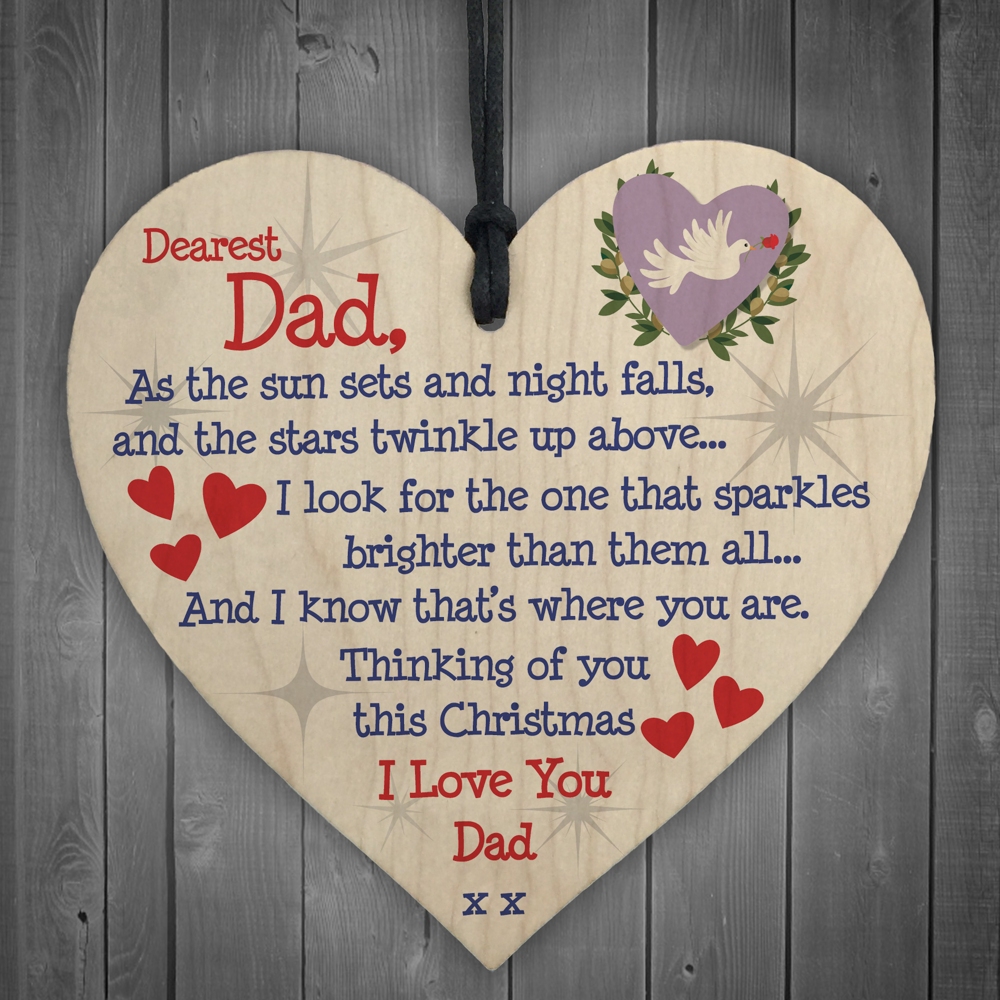 Dearest
Dad,
As the sun sets and night falls,
and the stars twinkle up above...
I look for the one that sparkles
brighter than them all...
And I know that's where you are.
Thinking of you
this Christmas
I Love You
Dad
x x